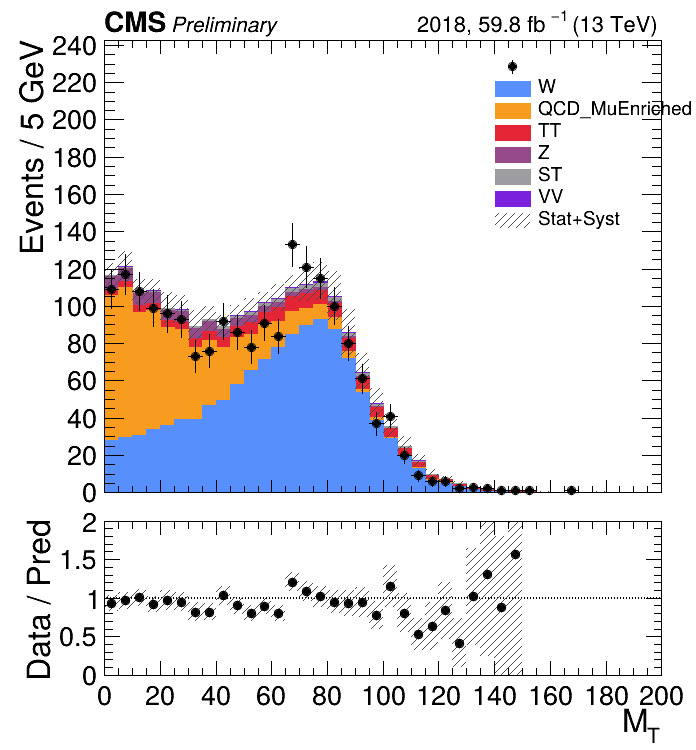 CMS Preliminary 2018, 59.8 fb⁻¹ (13 TeV)
Events / 5 GeV
240
220
200
180
160
140
120
100
80
60
40
20
0
W
QCD_MuEnriched
TT
Z
ST
VV
Stat+Syst
Data / Pred
2
1.5
1
0.5
0
0 20 40 60 80 100 120 140 160 180 200
M_T